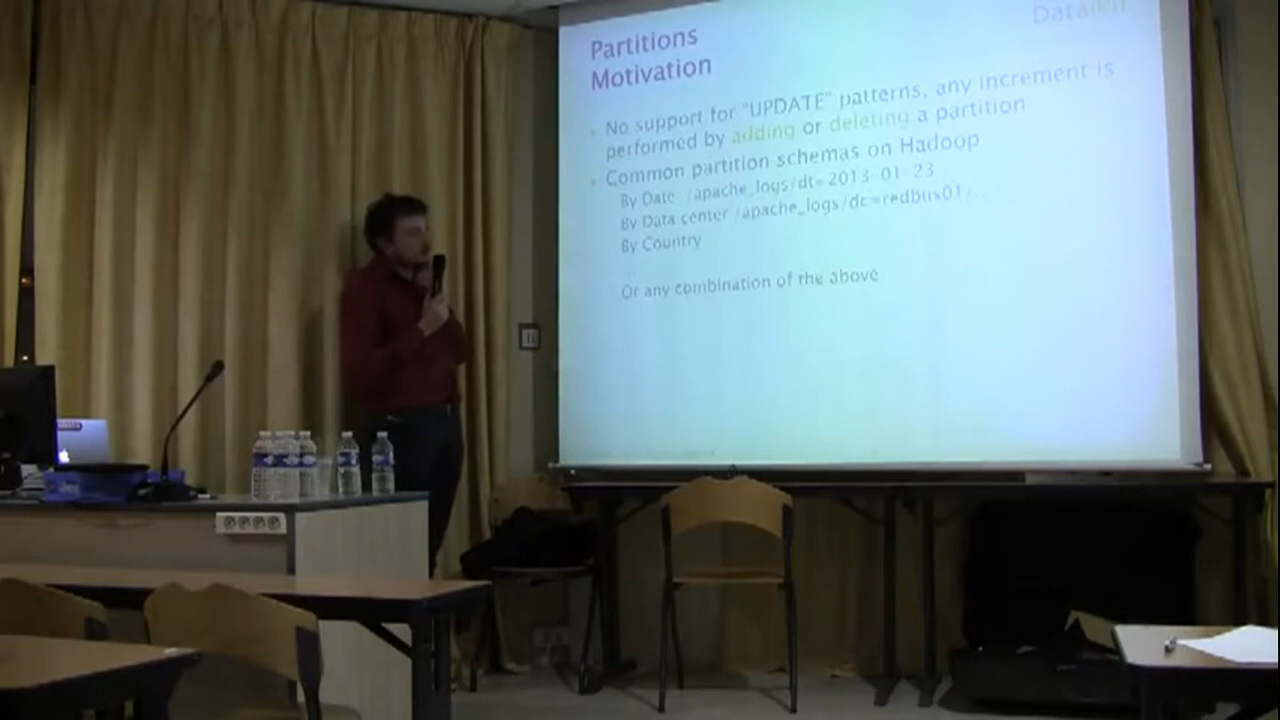 Dataiku
Partitions
Motivation
No support for "UPDATE" patterns, any increment is
performed by adding or deleting a partition
Common partition schemas on Hadoop
By Date /apache_logs/dt=2013-01-23
By Data center /apache_logs/dc=redbus01/...
By Country
Or any combination of the above